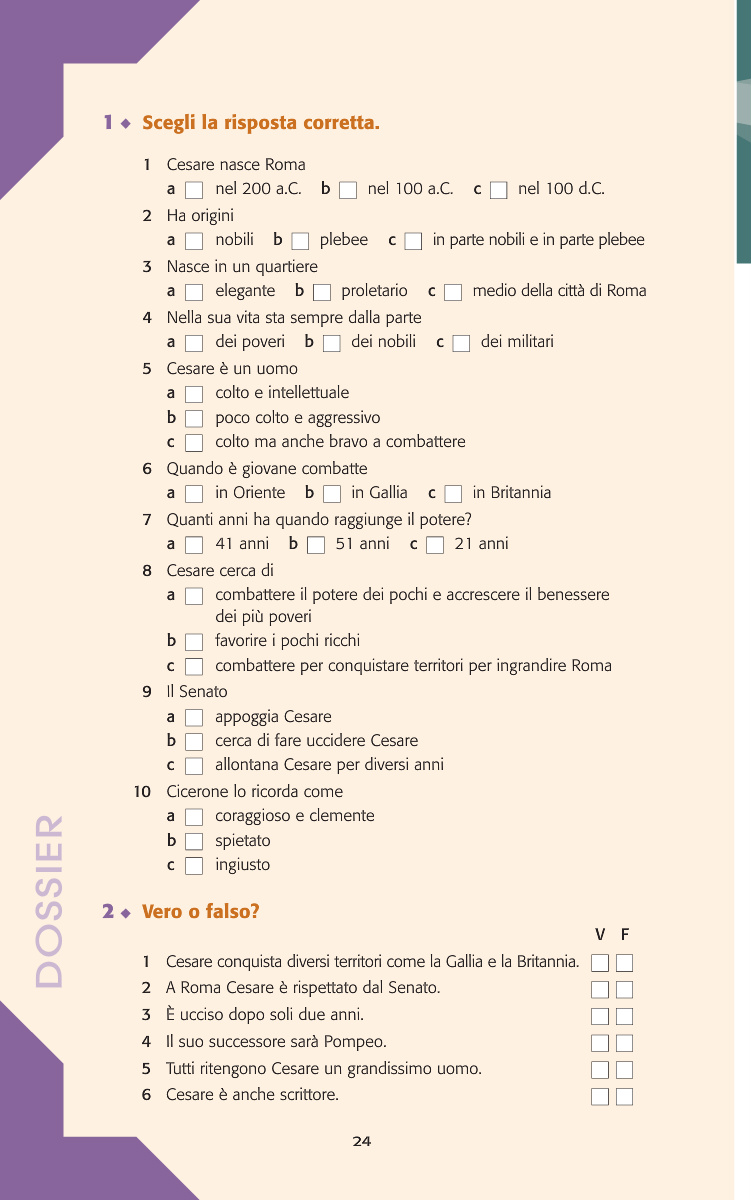 1 ◆ Scegli la risposta corretta.
1 Cesare nasce Roma
a □ nel 200 a.C. b □ nel 100 a.C. c □ nel 100 d.C.
2 Ha origini
a □ nobili b □ plebee c □ in parte nobili e in parte plebee
3 Nasce in un quartiere
a □ elegante b □ proletario c □ medio della città di Roma
4 Nella sua vita sta sempre dalla parte
a □ dei poveri b □ dei nobili c □ dei militari
5 Cesare è un uomo
a □ colto e intellettuale
b □ poco colto e aggressivo
c □ colto ma anche bravo a combattere
6 Quando è giovane combatte
a □ in Oriente b □ in Gallia c □ in Britannia
7 Quanti anni ha quando raggiunge il potere?
a □ 41 anni b □ 51 anni c □ 21 anni
8 Cesare cerca di
a □ combattere il potere dei pochi e accrescere il benessere
dei più poveri
b □ favorire i pochi ricchi
c □ combattere per conquistare territori per ingrandire Roma
9 Il Senato
a □ appoggia Cesare
b □ cerca di fare uccidere Cesare
c □ allontana Cesare per diversi anni
10 Cicerone lo ricorda come
a □ coraggioso e clemente
b □ spietato
c □ ingiusto
DOSSIER
2 ◆ Vero o falso?
V F
1 Cesare conquista diversi territori come la Gallia e la Britannia. □ □
2 A Roma Cesare è rispettato dal Senato. □ □
3 È ucciso dopo soli due anni. □ □
4 Il suo successore sarà Pompeo. □ □
5 Tutti ritengono Cesare un grandissimo uomo. □ □
6 Cesare è anche scrittore. □ □
24